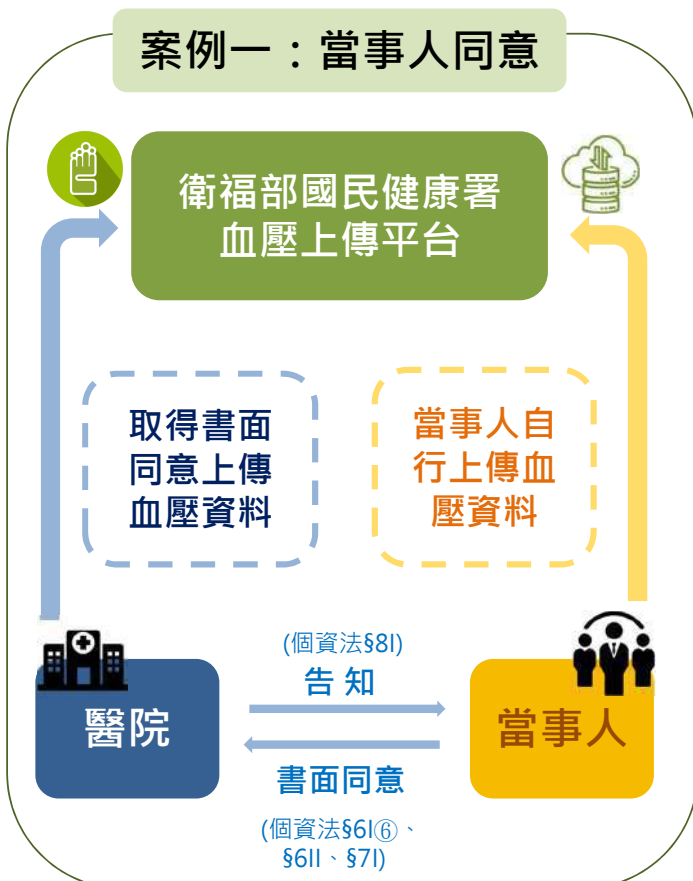 案例一：當事人同意
衛福部國民健康署
血壓上傳平台
取得書面
同意上傳
血壓資料
當事人自
行上傳血
壓資料
(個資法§8I)
告 知
醫院
當事人
書面同意
(個資法§6I⑥、
§6II、§7I)